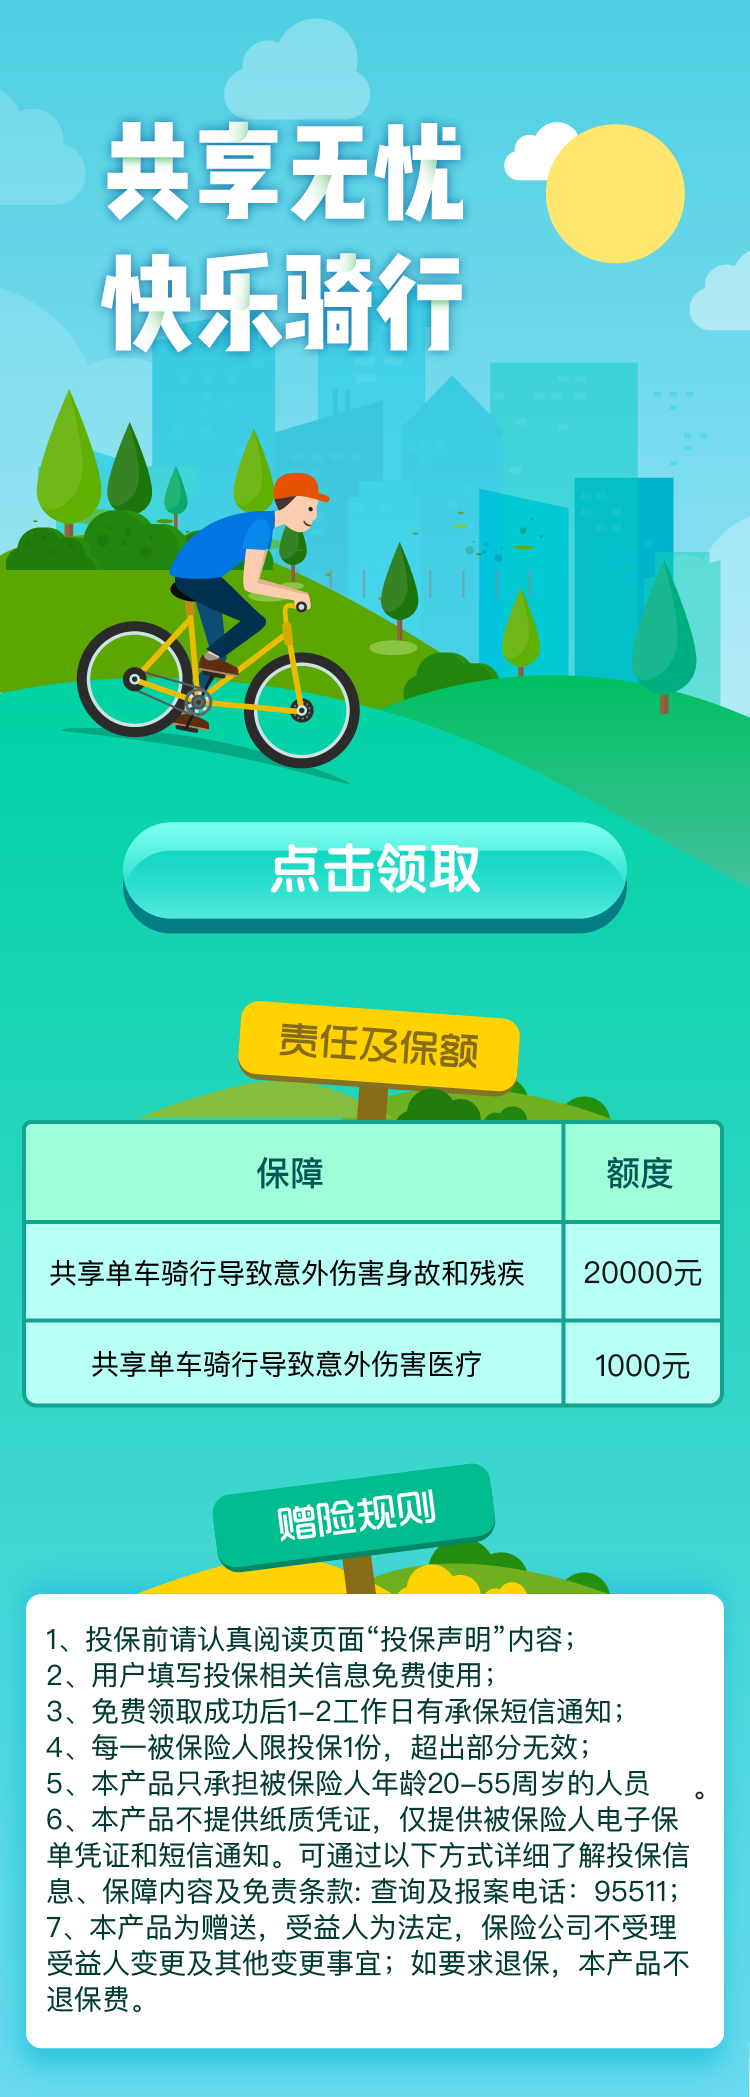 共享无忧
快乐骑行
点击领取
责任及保额
保障 额度
共享单车骑行导致意外伤害身故和残疾 20000元
共享单车骑行导致意外伤害医疗 1000元
赠险规则
1、投保前请认真阅读页面“投保声明”内容；
2、用户填写投保相关信息免费使用；
3、免费领取成功后1-2工作日有承保短信通知；
4、每一被保险人限投保1份，超出部分无效；
5、本产品只承担被保险人年龄20-55周岁的人员 。
6、本产品不提供纸质凭证，仅提供被保险人电子保
单凭证和短信通知。可通过以下方式详细了解投保信
息、保障内容及免责条款: 查询及报案电话：95511；
7、本产品为赠送，受益人为法定，保险公司不受理
受益人变更及其他变更事宜；如要求退保，本产品不
退保费。